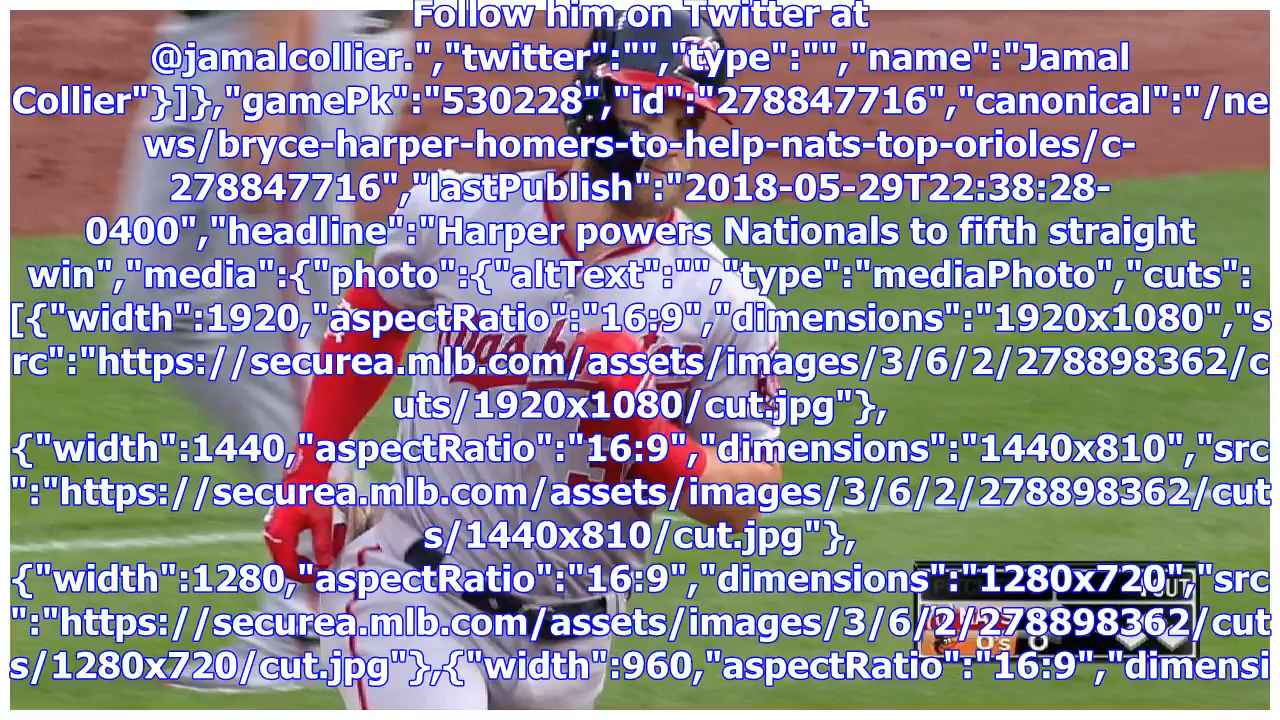 Follow him on Twitter at
@jamalcollier.","twitter":"","type":"","name":"Jamal
Collier"}]},"gamePk":"530228","id":"278847716","canonical":"/ne
ws/bryce-harper-homers-to-help-nats-top-orioles/c-
278847716","lastPublish":"2018-05-29T22:38:28-
0400","headline":"Harper powers Nationals to fifth straight
win","media":{"photo":{"altText":"","type":"mediaPhoto","cuts":
[{"width":1920,"aspectRatio":"16:9","dimensions":"1920x1080","s
rc":"https://securea.mlb.com/assets/images/3/6/2/278898362/c
uts/1920x1080/cut.jpg"},
{"width":1440,"aspectRatio":"16:9","dimensions":"1440x810","src
":"https://securea.mlb.com/assets/images/3/6/2/278898362/cut
s/1440x810/cut.jpg"},
{"width":1280,"aspectRatio":"16:9","dimensions":"1280x720","src
":"https://securea.mlb.com/assets/images/3/6/2/278898362/cut
s/1280x720/cut.jpg"},{"width":960,"aspectRatio":"16:9","dimensi
O's 0